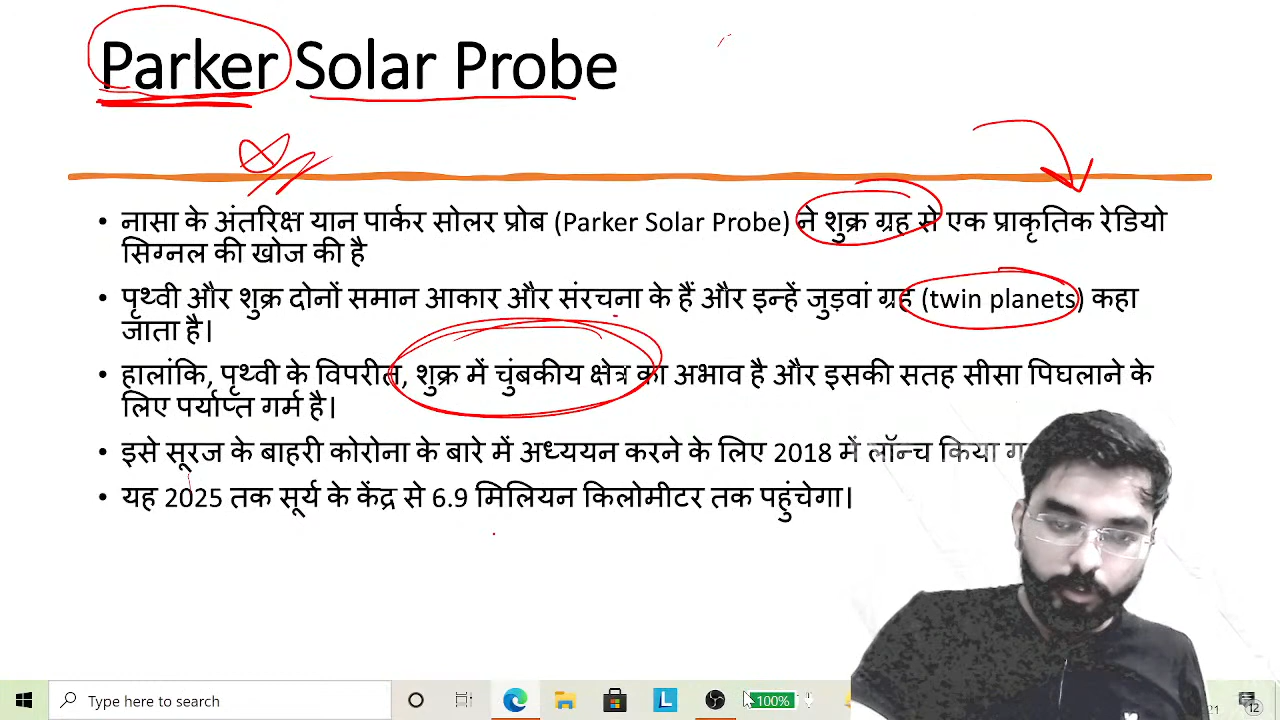 Parker Solar Probe
• नासा के अंतरिक्ष यान पार्कर सोलर प्रोब (Parker Solar Probe) ने शुक्र ग्रह से एक प्राकृतिक रेडियो
सिग्नल की खोज की है
• पृथ्वी और शुक्र दोनों समान आकार और संरचना के हैं और इन्हें जुड़वां ग्रह (twin planets) कहा
जाता है।
• हालांकि, पृथ्वी के विपरीत, शुक्र में चुंबकीय क्षेत्र का अभाव है और इसकी सतह सीसा पिघलाने के
लिए पर्याप्त गर्म है।
• इसे सूरज के बाहरी कोरोना के बारे में अध्ययन करने के लिए 2018 में लॉन्च किया
• यह 2025 तक सूर्य के केंद्र से 6.9 मिलियन किलोमीटर तक पहुंचेगा।
Type here to search
L
100%
21
12